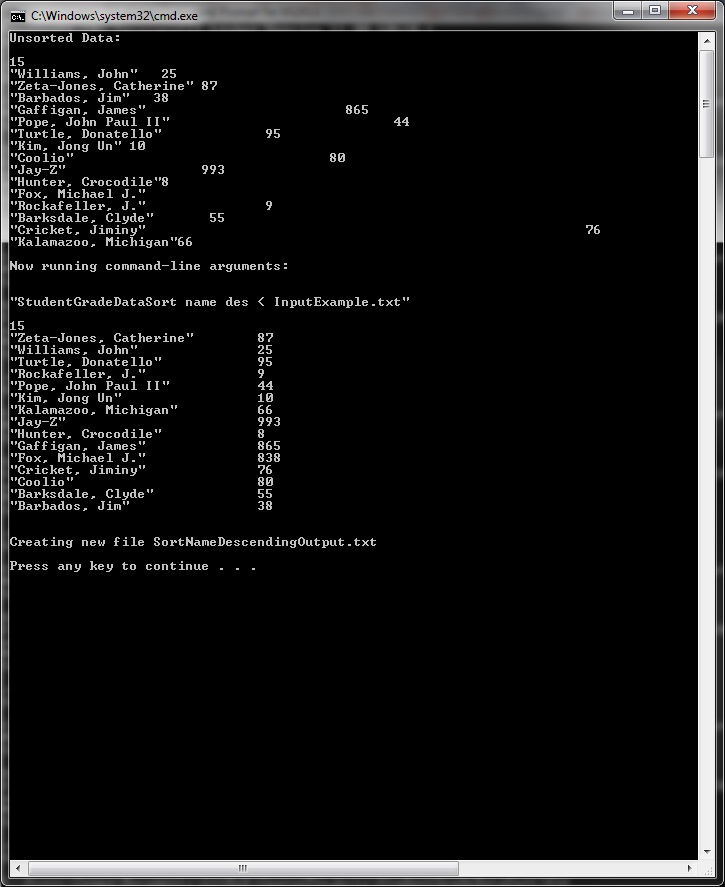 C:\Windows\system32\cmd.exe
Unsorted Data:
15
"Williams, John"   25
"Zeta-Jones, Catherine" 87
"Barbados, Jim"   38
"Gaffigan, James"                         865
"Pope, John Paul II"                            44
"Turtle, Donatello"             95
"Kim, Jong Un" 10
"Coolio"                                80
"Jay-Z"                 993
"Hunter, Crocodile"8
"Fox, Michael J."
"Rockafeller, J."               9
"Barksdale, Clyde"       55
"Cricket, Jiminy"                                                       76
"Kalamazoo, Michigan"66
Now running command-line arguments:
"StudentGradeDataSort name des < InputExample.txt"
15
"Zeta-Jones, Catherine"        87
"Williams, John"               25
"Turtle, Donatello"            95
"Rockafeller, J."              9
"Pope, John Paul II"           44
"Kim, Jong Un"                 10
"Kalamazoo, Michigan"          66
"Jay-Z"                        993
"Hunter, Crocodile"            8
"Gaffigan, James"              865
"Fox, Michael J."              838
"Cricket, Jiminy"              76
"Coolio"                       80
"Barksdale, Clyde"             55
"Barbados, Jim"                38
Creating new file SortNameDescendingOutput.txt
Press any key to continue . . .